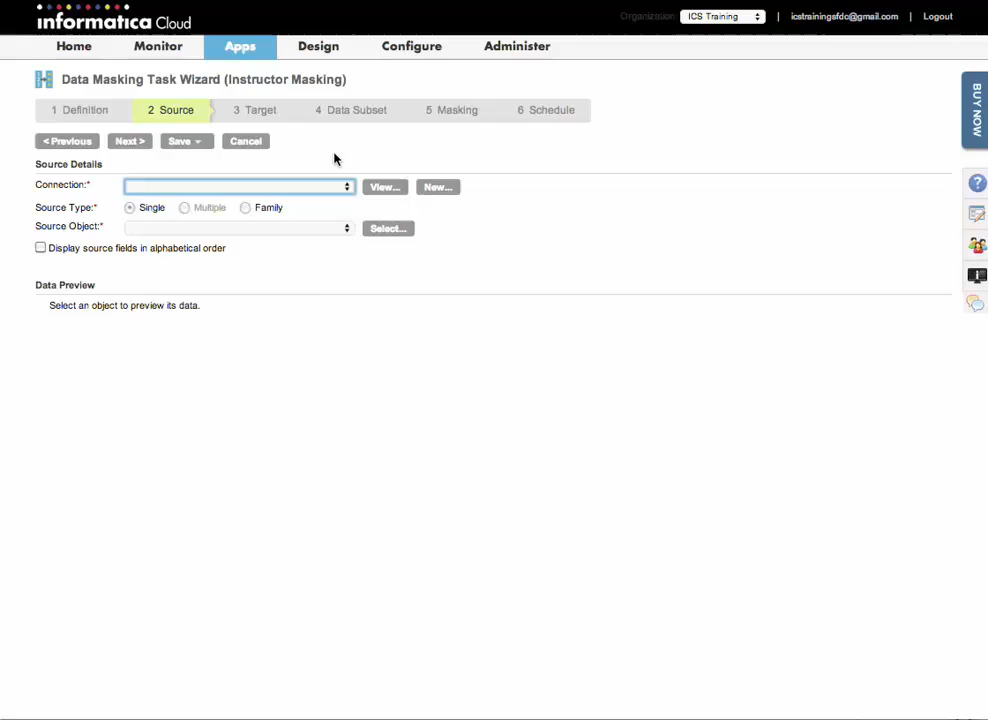 informatica Cloud
Organization ICS Training | icstrainingsfdc@gmail.com | Logout
Home Monitor Apps Design Configure Administer
Data Masking Task Wizard (Instructor Masking)
BUY NOW
1 Definition 2 Source 3 Target 4 Data Subset 5 Masking 6 Schedule
< Previous Next > Save Cancel
Source Details
Connection:* View... New...
Source Type:* Single Multiple Family
Source Object:* Select...
Display source fields in alphabetical order
Data Preview
Select an object to preview its data.